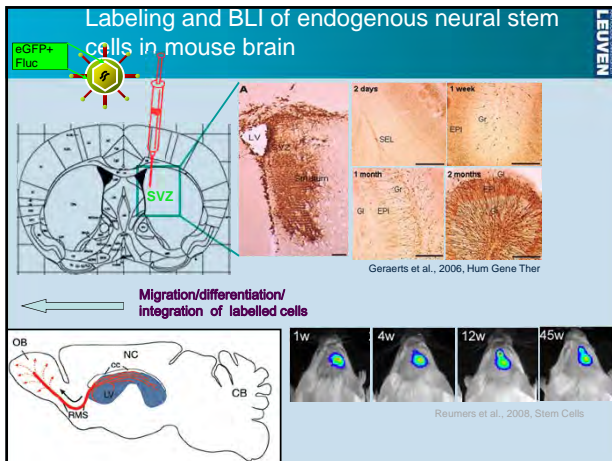 Labeling and BLI of endogenous neural stem
cells in mouse brain
LEUVEN
eGFP+
Fluc
SVZ
A
LV
SVZ
Striatum
2 days
SEL
1 week
Gr
EPI
1 month
Gr
Gl
EPI
2 months
EPl
Gl
Geraerts et al., 2006, Hum Gene Ther
Migration/differentiation/
integration of labelled cells
OB
NC
cc
LV
CB
RMS
1w
4w
12w
45w
Reumers et al., 2008, Stem Cells